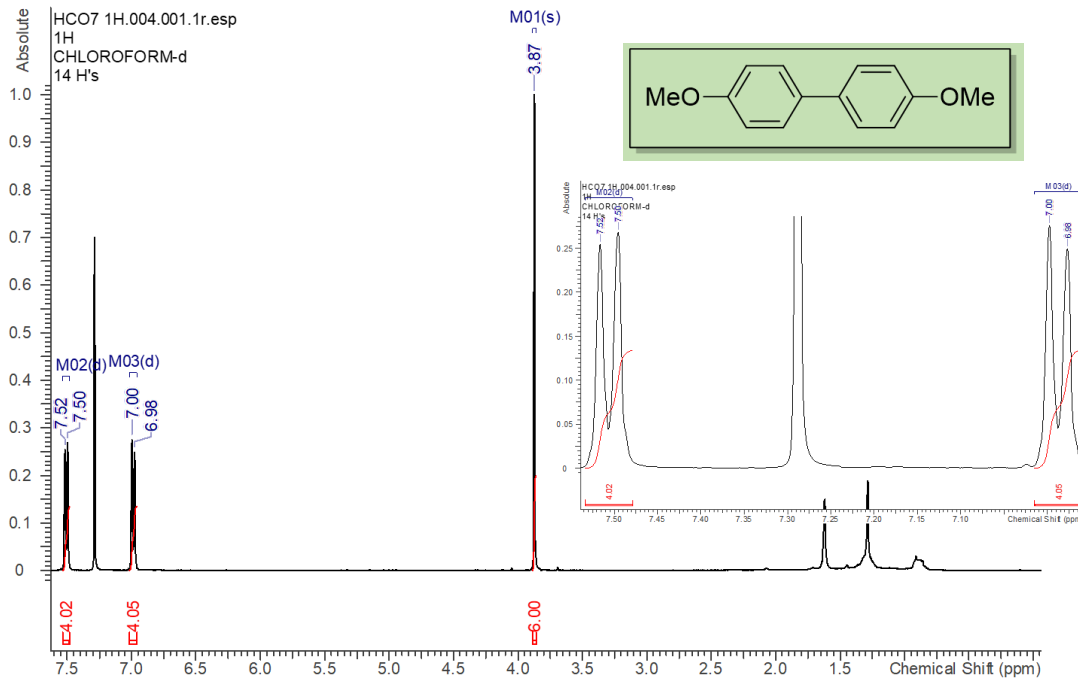 HCO7 1H.004.001.1r.esp
1H
CHLOROFORM-d
14 H's
Absolute
1.0
0.9
0.8
0.7
0.6
0.5
0.4
0.3
0.2
0.1
0
M01(s)
3.87
M02(d)
7.52
7.50
M03(d)
7.00
6.98
4.02
4.05
6.00
7.5 7.0 6.5 6.0 5.5 5.0 4.5 4.0 3.5 3.0 2.5 2.0 1.5 Chemical Shift (ppm)
MeO OMe
HCO7 1H.004.001.1r.esp
1H
CHLOROFORM-d
14 H's
Absolute
M02(d)
7.52
7.50
M03(d)
7.00
6.98
0.25
0.20
0.15
0.10
0.05
0
4.02
4.05
7.50 7.45 7.40 7.35 7.30 7.25 7.20 7.15 7.10 Chemical Shift (ppm